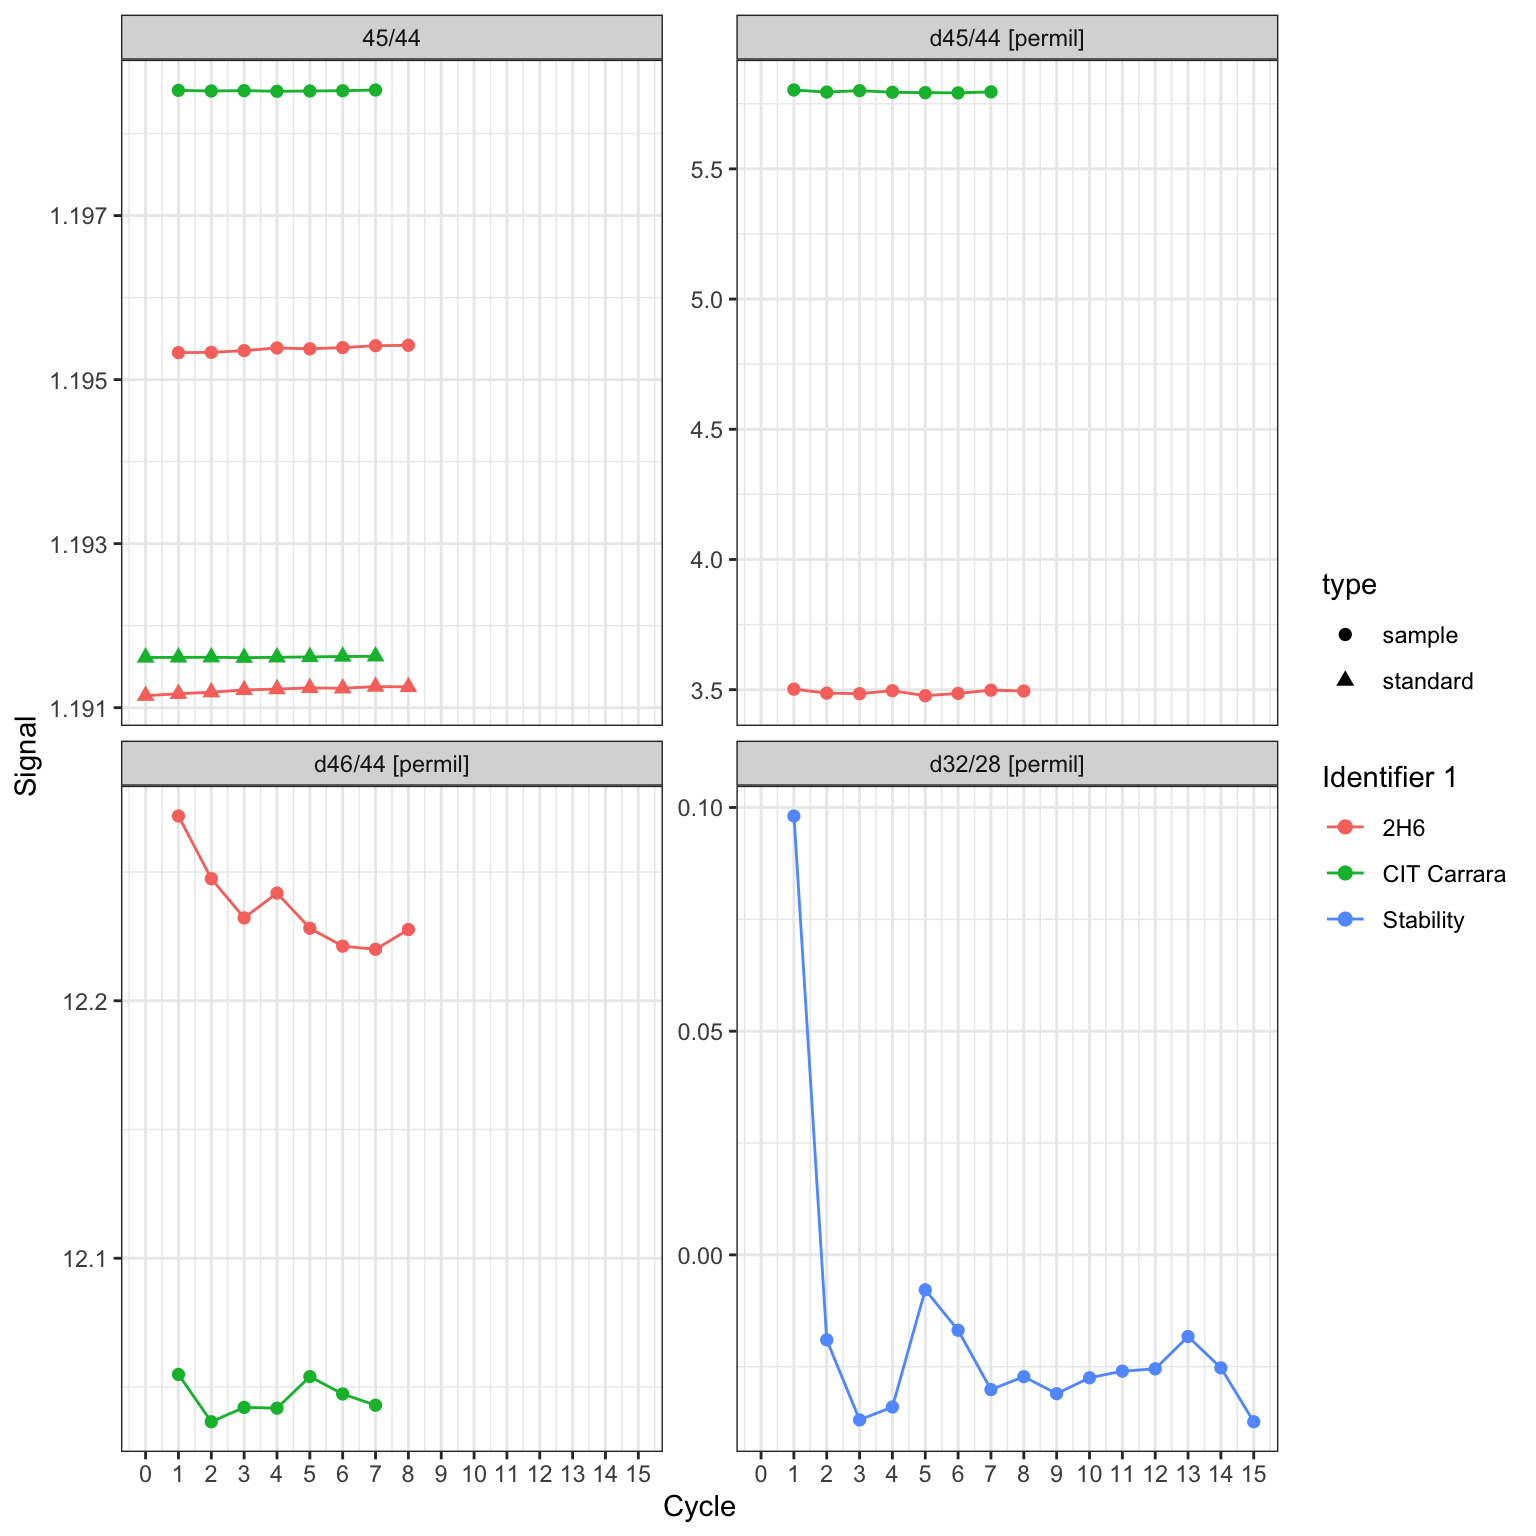 45/44
d45/44 [permil]
1.197
1.195
1.193
1.191
5.5
5.0
4.5
4.0
3.5
Signal
d46/44 [permil]
d32/28 [permil]
12.2
12.1
0.10
0.05
0.00
0 1 2 3 4 5 6 7 8 9 10 11 12 13 14 15
0 1 2 3 4 5 6 7 8 9 10 11 12 13 14 15
Cycle
type
sample
standard
Identifier 1
2H6
CIT Carrara
Stability